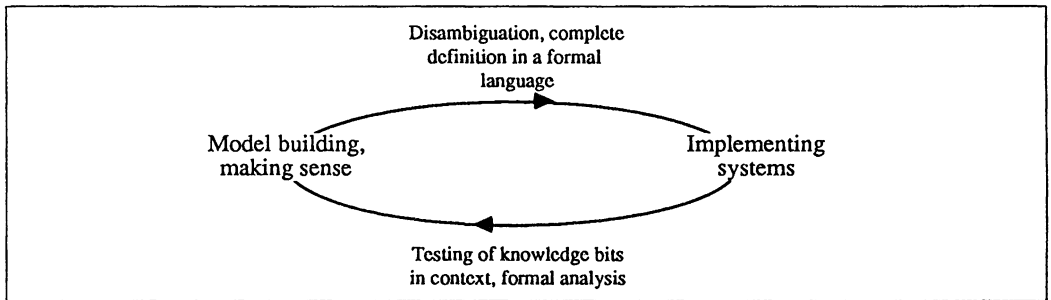 Disambiguation, complete
definition in a formal
language
Model building,
making sense
Implementing
systems
Testing of knowledge bits
in context, formal analysis